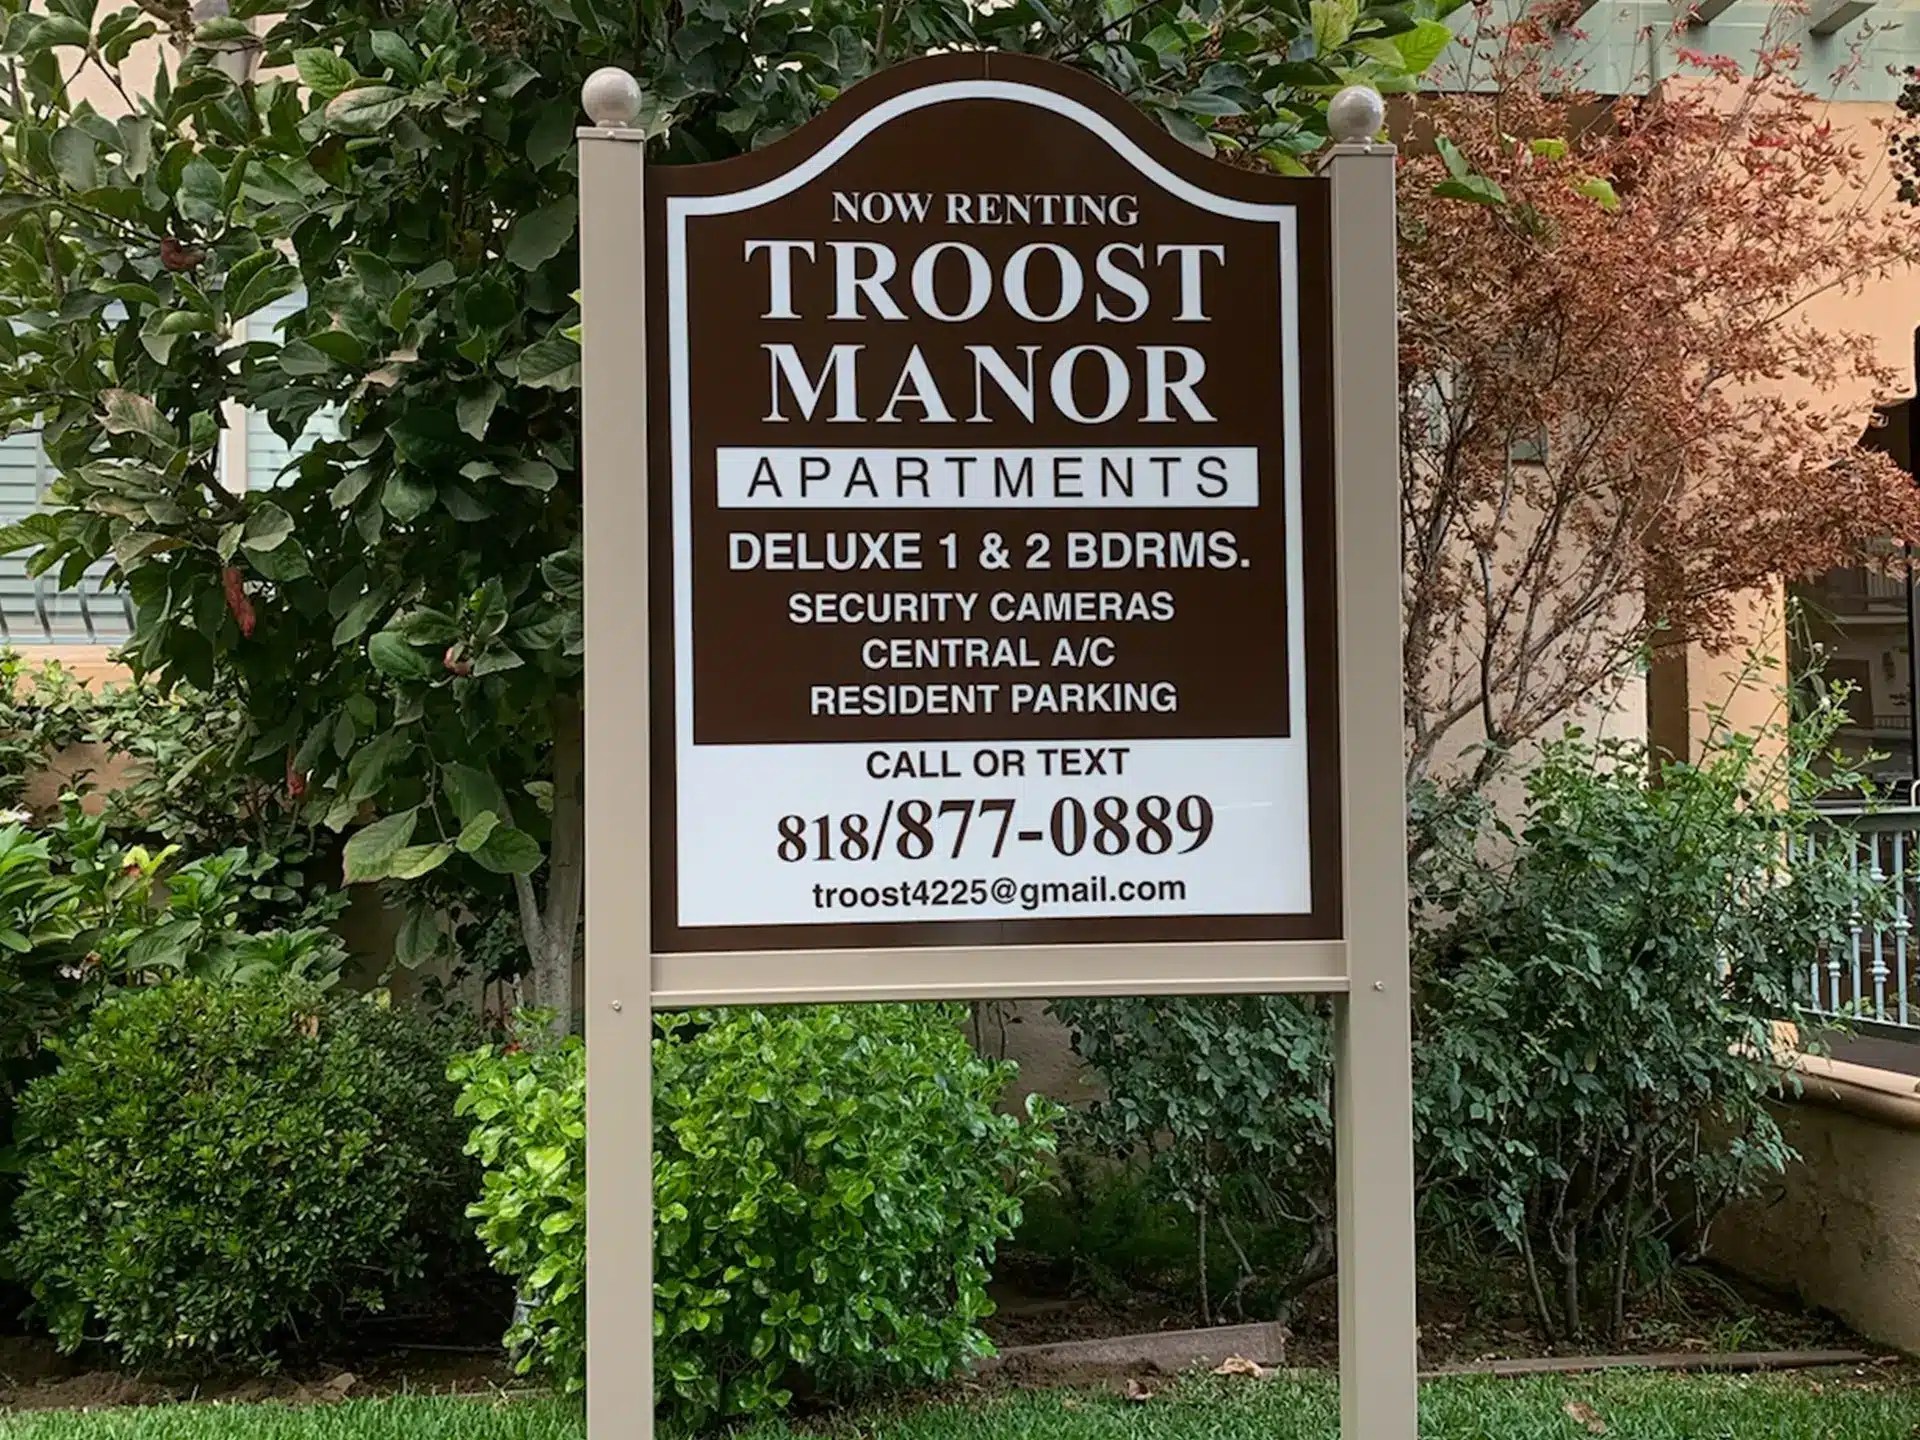 NOW RENTING
TROOST
MANOR
APARTMENTS
DELUXE 1 & 2 BDRMS.
SECURITY CAMERAS
CENTRAL A/C
RESIDENT PARKING
CALL OR TEXT
818/877-0889
troost4225@gmail.com